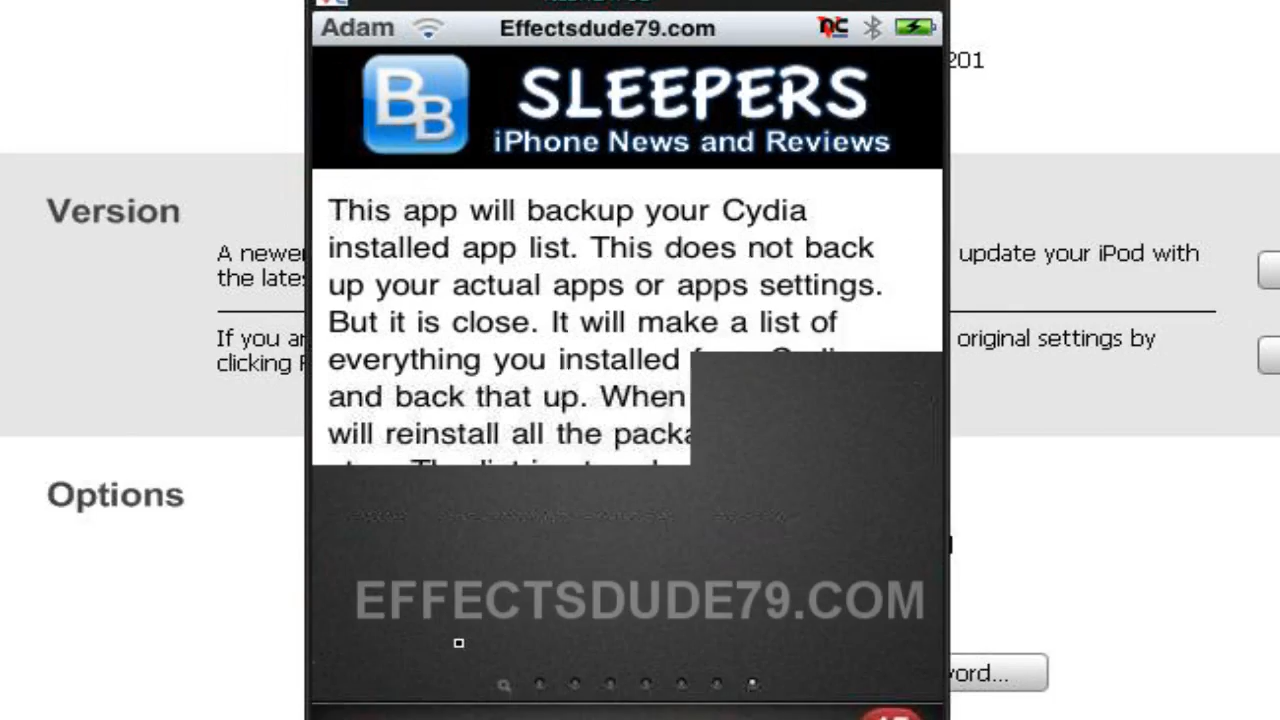 Adam Effectsdude79.com
201
BB SLEEPERS
iPhone News and Reviews
This app will backup your Cydia
installed app list. This does not back
up your actual apps or apps settings.
But it is close. It will make a list of
everything you installed
and back that up. When
will reinstall all the packa
Version
A newe
update your iPod with
the lates
If you ar
original settings by
clicking R
Options
EFFECTSDUDE79.COM
ord...